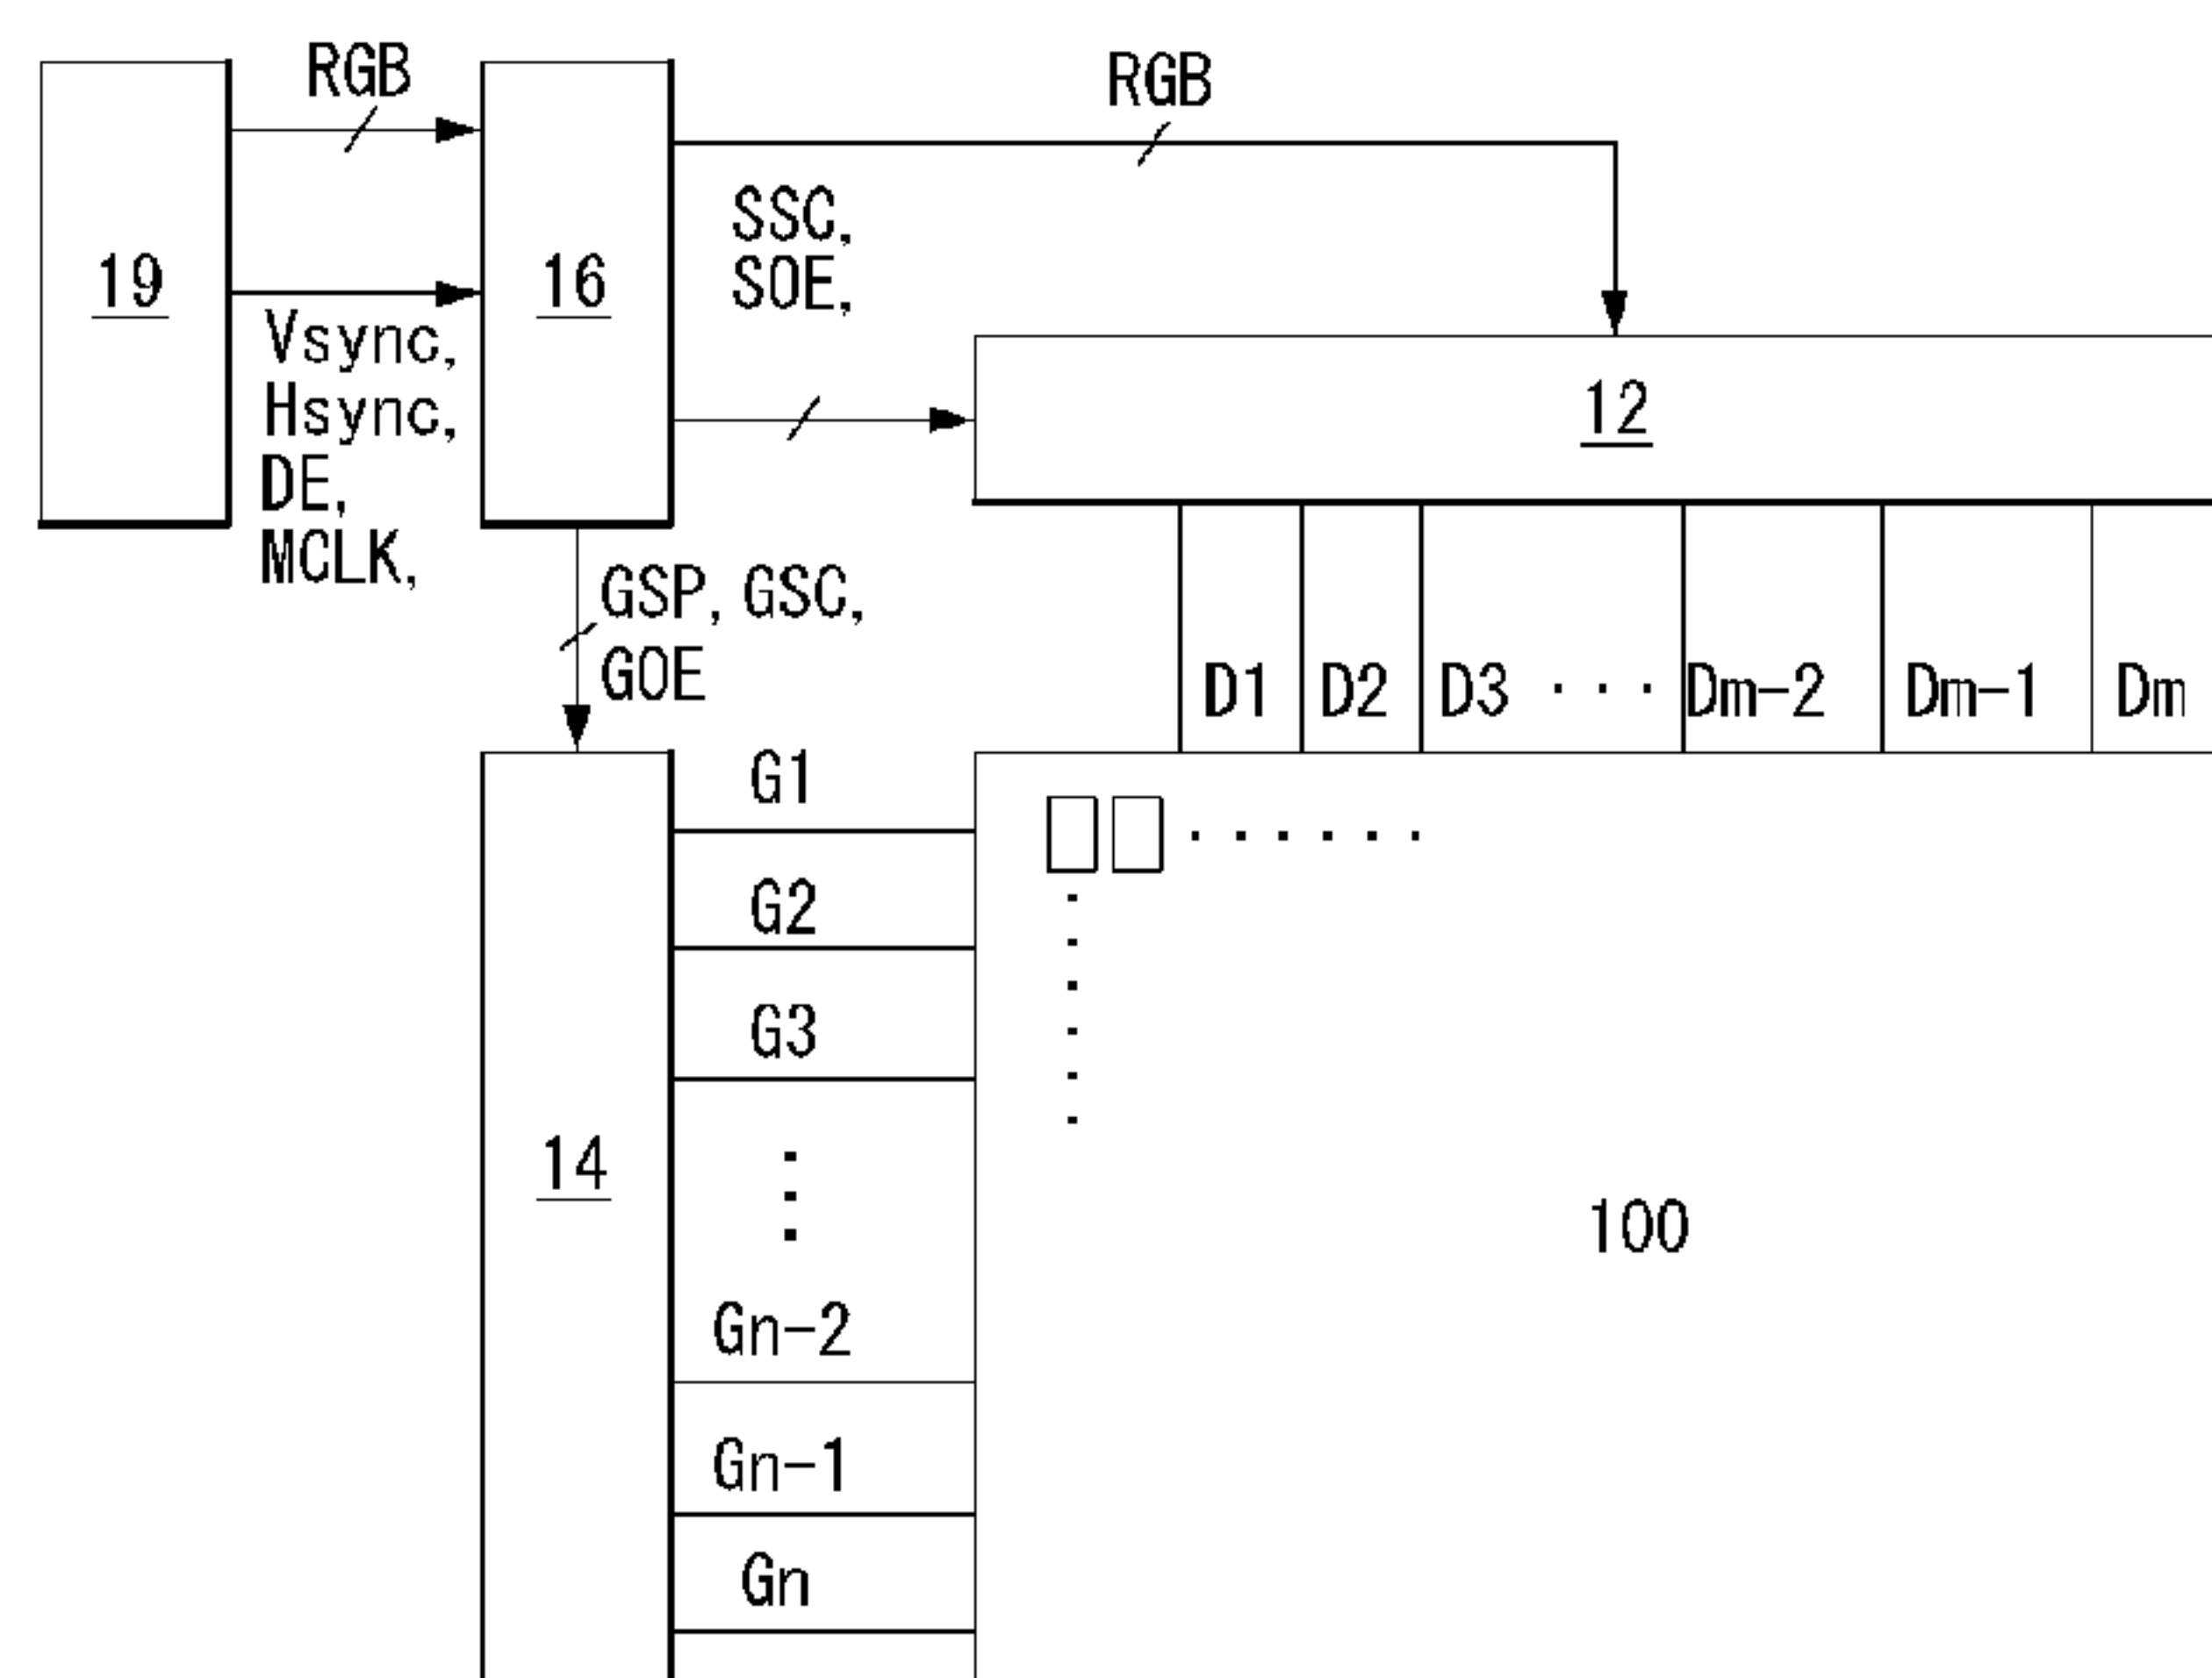 RGB
RGB
19
16
SSC,
SOE,
Vsync,
Hsync,
DE,
MCLK,
12
GSP, GSC,
GOE
D1 D2 D3 ··· Dm-2 Dm-1 Dm
G1
G2
G3
14
100
Gn-2
Gn-1
Gn